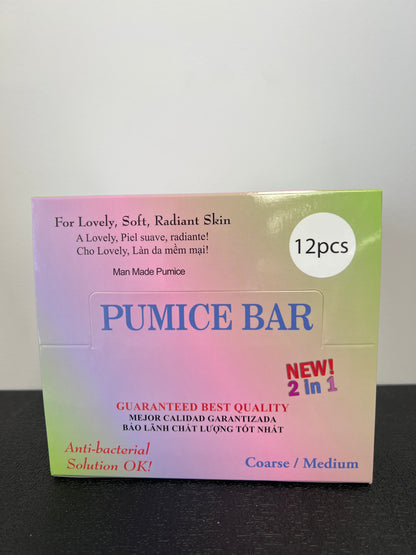 For Lovely, Soft, Radiant Skin
A Lovely, Piel suave, radiante!
Cho Lovely, Làn da mềm mại!
12pcs
Man Made Pumice
PUMICE BAR
NEW!
2 in 1
GUARANTEED BEST QUALITY
MEJOR CALIDAD GARANTIZADA
BẢO LÃNH CHẤT LƯỢNG TỐT NHẤT
Anti-bacterial
Solution OK!
Coarse / Medium